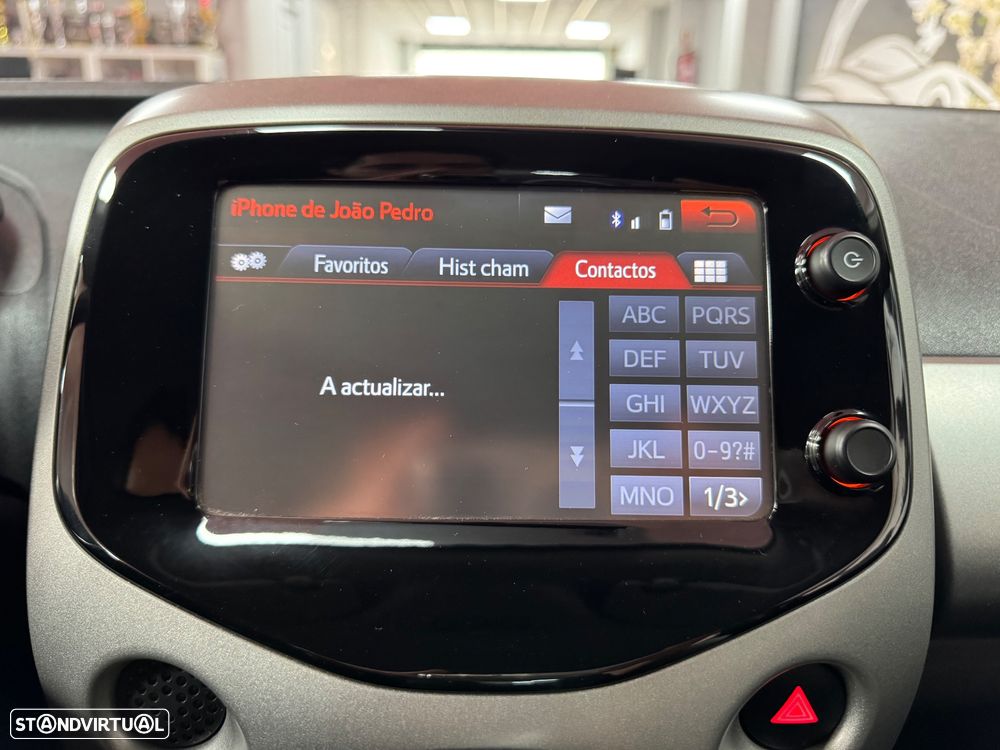 iPhone de João Pedro
Favoritos
Hist cham
Contactos
A actualizar...
ABC PQRS
DEF TUV
GHI WXYZ
JKL 0-9?#
MNO 1/3>
STANDVIRTUAL